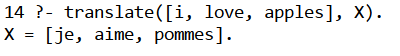 14 ?- translate([i, love, apples], X).
X = [je, aime, pommes].